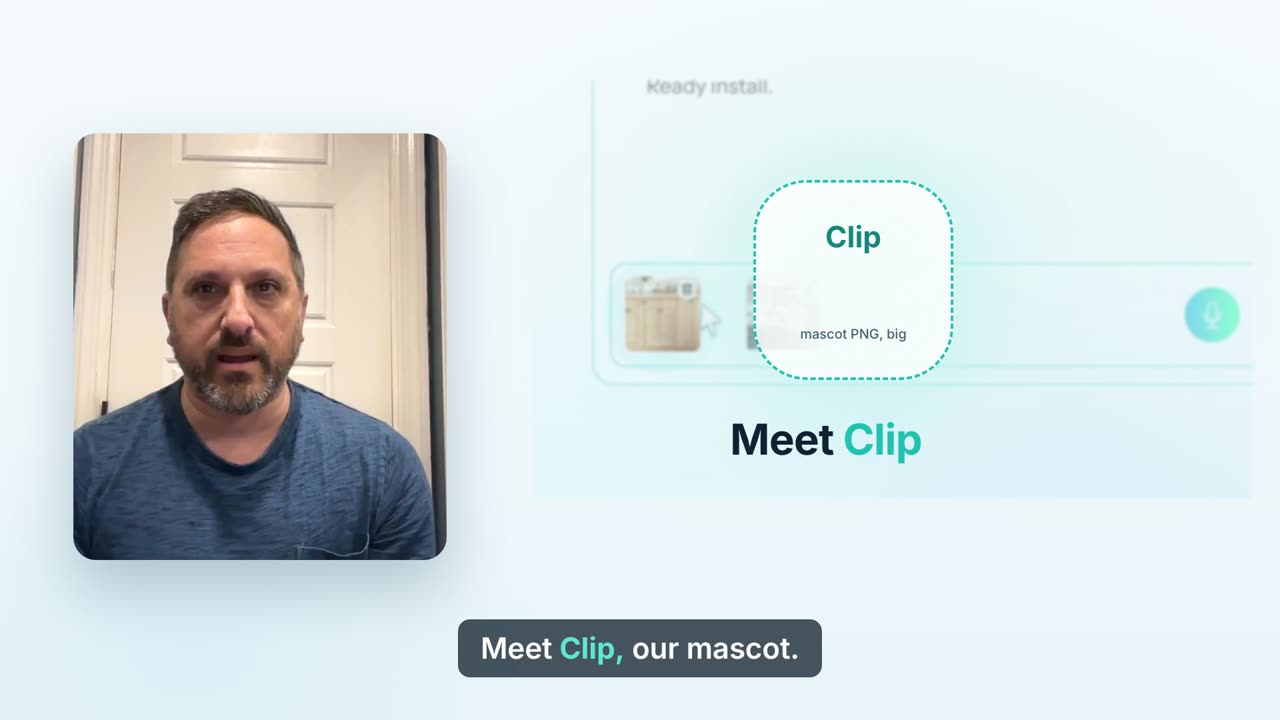 Ready install.
Clip
mascot PNG, big
Meet Clip
Meet Clip, our mascot.